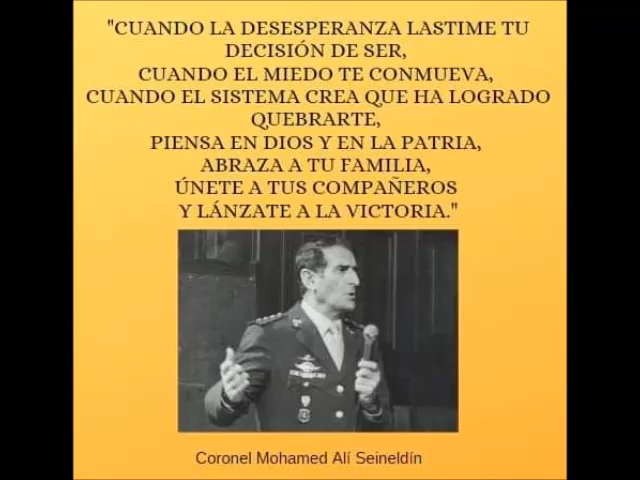 "CUANDO LA DESESPERANZA LASTIME TU
DECISIÓN DE SER,
CUANDO EL MIEDO TE CONMUEVA,
CUANDO EL SISTEMA CREA QUE HA LOGRADO
QUEBRARTE,
PIENSA EN DIOS Y EN LA PATRIA,
ABRAZA A TU FAMILIA,
ÚNETE A TUS COMPAÑEROS
Y LÁNZATE A LA VICTORIA."
Coronel Mohamed Alí Seineldín